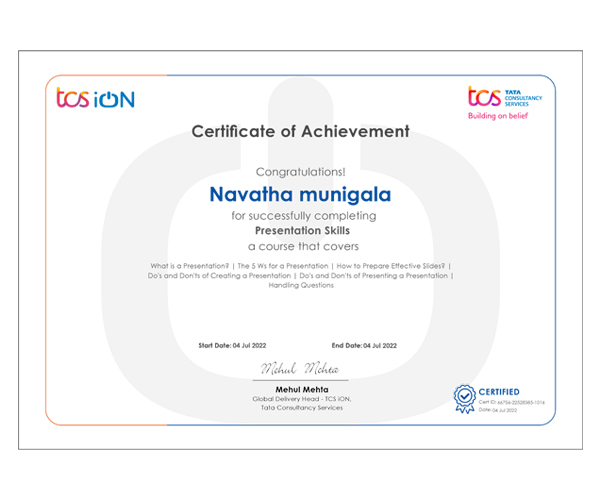 tcs iON
tcs TATA
CONSULTANCY
SERVICES
Building on belief
Certificate of Achievement
Congratulations!
Navatha munigala
for successfully completing
Presentation Skills
a course that covers
What is a Presentation? | The 5 Ws for a Presentation | How to Prepare Effective Slides? |
Do's and Don'ts of Creating a Presentation | Do's and Don'ts of Presenting a Presentation |
Handling Questions
Start Date: 04 Jul 2022 End Date: 04 Jul 2022
Mehul Mehta
Mehul Mehta
Global Delivery Head - TCS iON,
Tata Consultancy Services
CERTIFIED
Cert ID: 66756-22528385-1016
Date: 04 Jul 2022